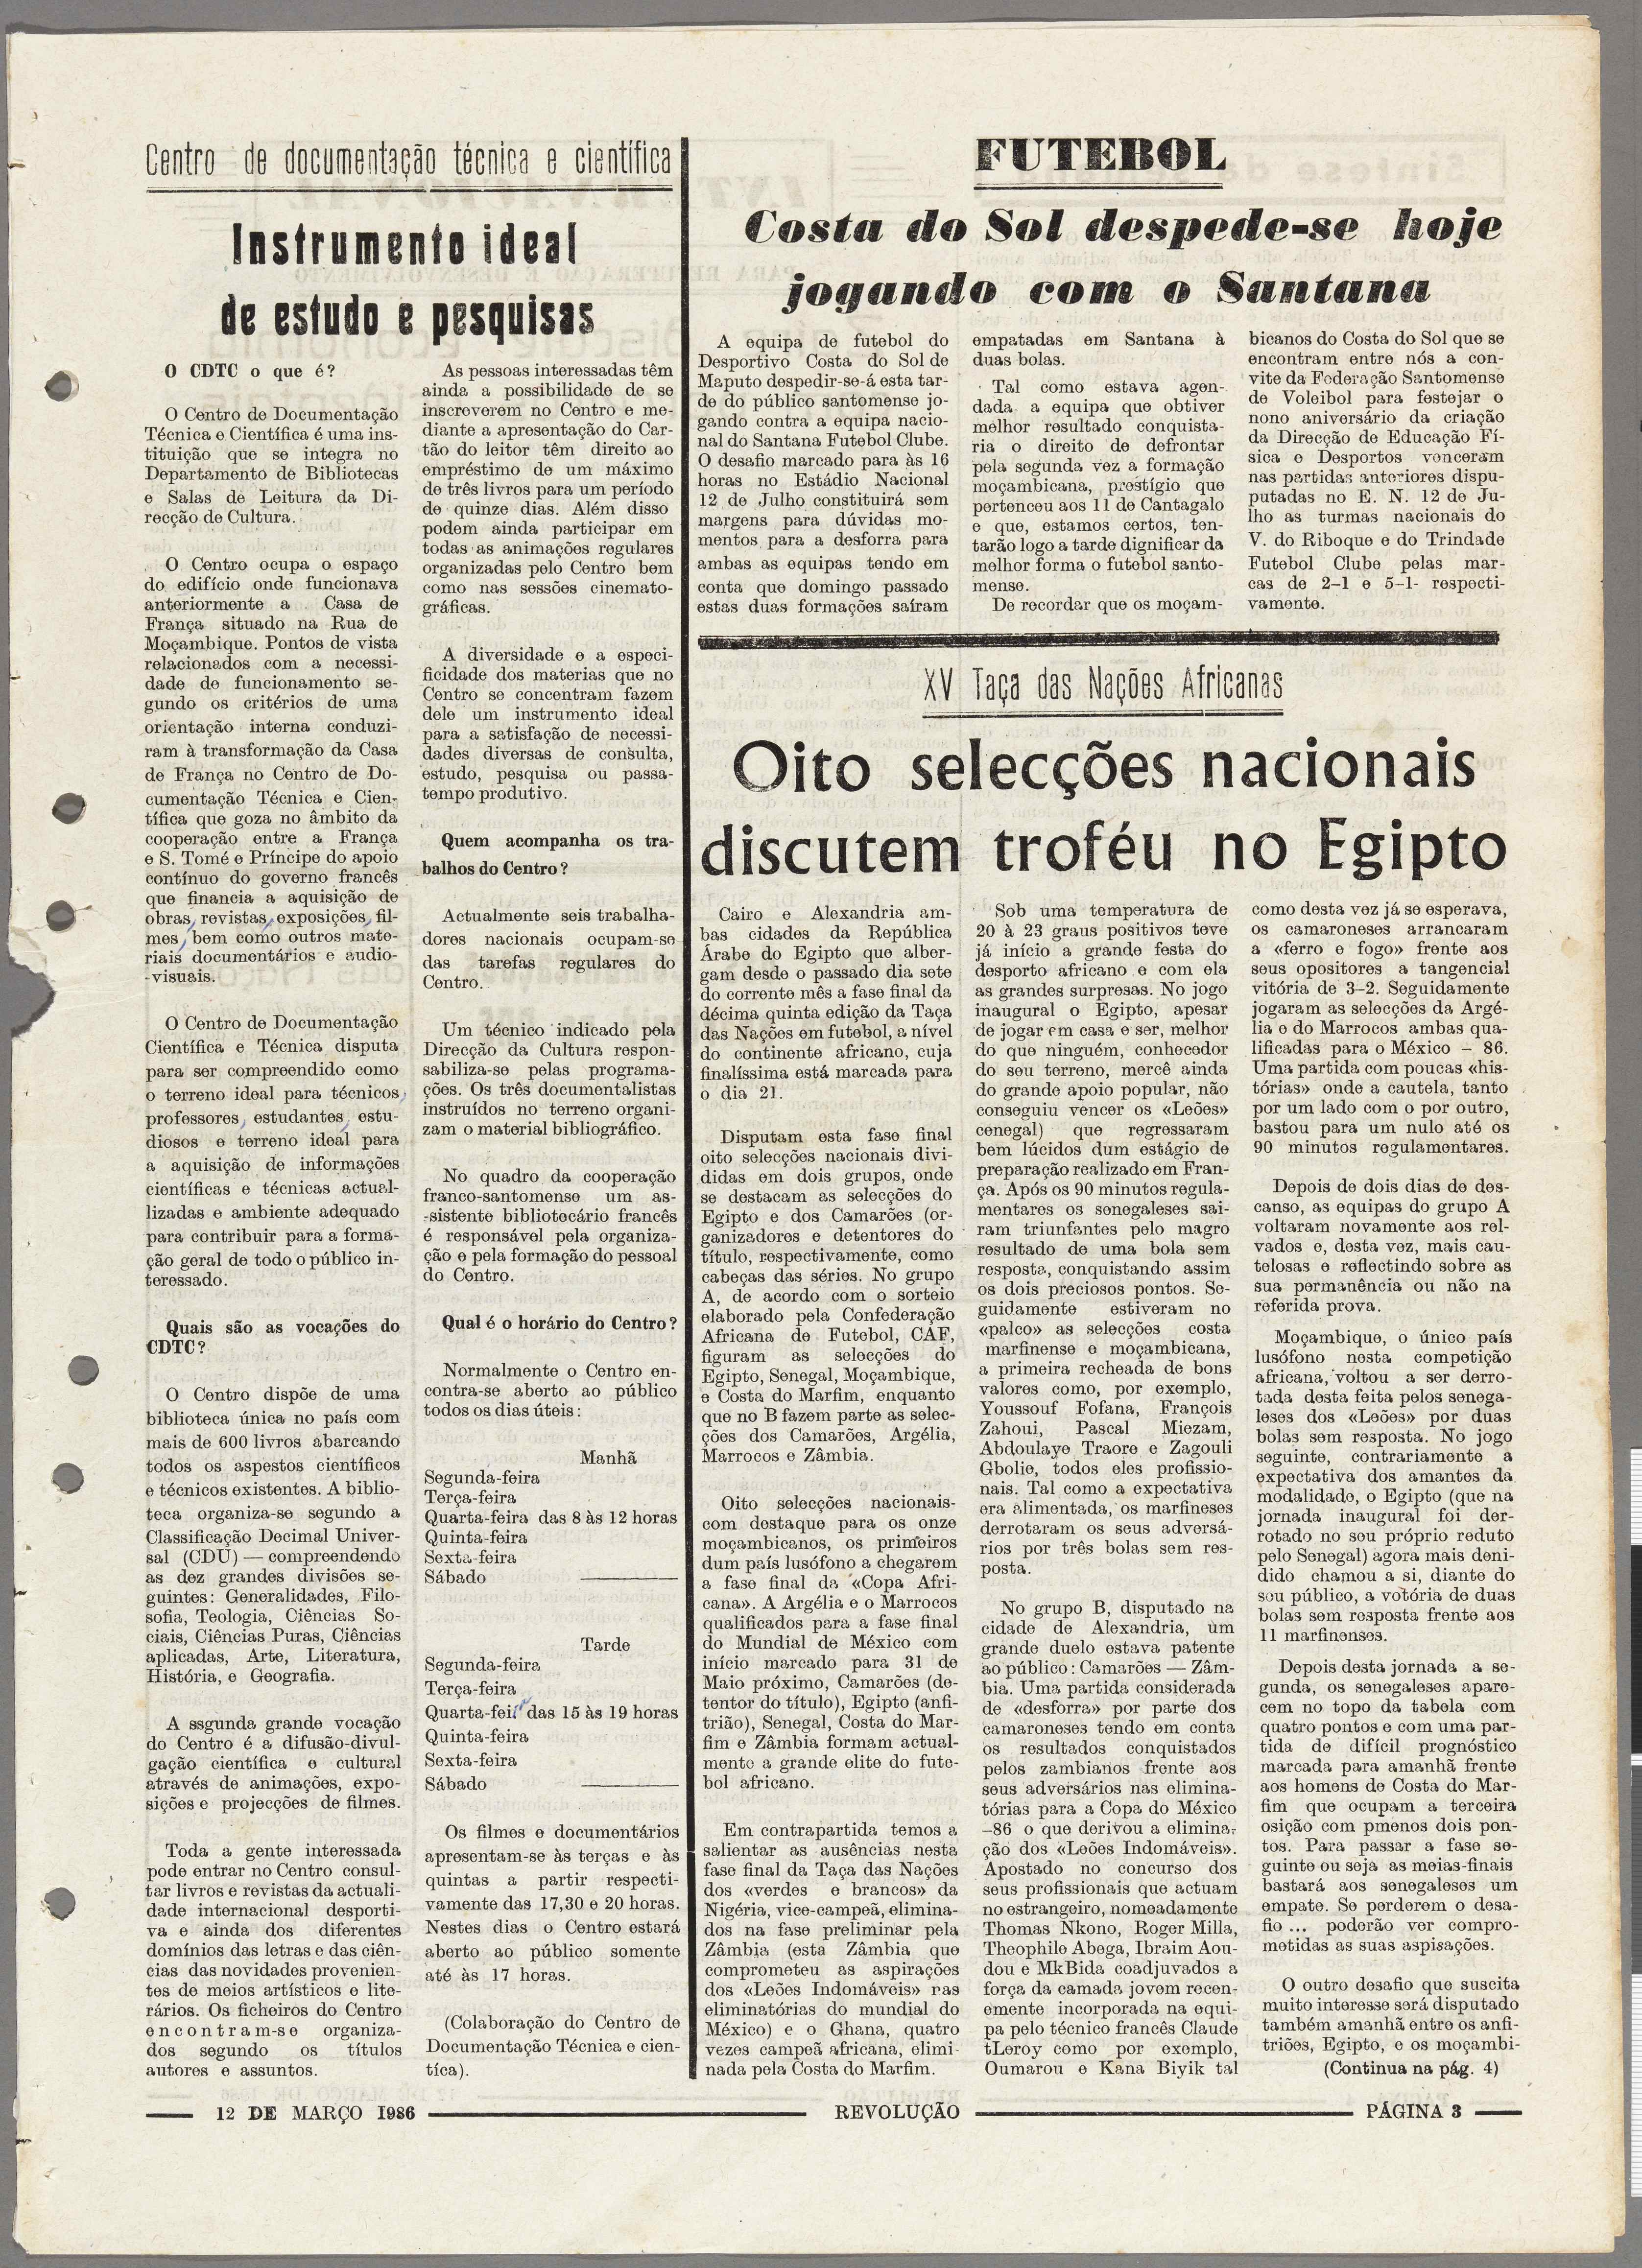 Centro de documentação técnica e científica
Instrumento ideal
de estudo e pesquisas
O CDTC o que é?
O Centro de Documentação
Técnica e Científica é uma ins-
tituição que se integra no
Departamento de Bibliotecas
e Salas de Leitura da Di-
recção de Cultura.
O Centro ocupa o espaço
do edifício onde funcionava
anteriormente a Casa de
França situado na Rua de
Moçambique. Pontos de vista
relacionados com a necessi-
dade de funcionamento se-
gundo os critérios de uma
orientação interna conduzi-
ram à transformação da Casa
de França no Centro de Do-
cumentação Técnica e Cien-
tífica que goza no âmbito da
cooperação entre a França
e S. Tomé e Príncipe do apoio
contínuo do governo francês
que financia a aquisição de
obras, revistas, exposições, fil-
mes, bem como outros mate-
riais documentários e audio-
-visuais.
O Centro de Documentação
Científica e Técnica disputa
para ser compreendido como
o terreno ideal para técnicos,
professores, estudantes, estu-
diosos e terreno ideal para
a aquisição de informações
científicas e técnicas actual-
lizadas e ambiente adequado
para contribuir para a forma-
ção geral de todo o público in-
teressado.
Quais são as vocações do
CDTC?
O Centro dispõe de uma
biblioteca única no país com
mais de 600 livros abarcando
todos os aspestos científicos
e técnicos existentes. A biblio-
teca organiza-se segundo a
Classificação Decimal Univer-
sal (CDU) — compreendendo
as dez grandes divisões se-
guintes: Generalidades, Filo-
sofia, Teologia, Ciências So-
ciais, Ciências Puras, Ciências
aplicadas, Arte, Literatura,
História, e Geografia.
A ssgunda grande vocação
do Centro é a difusão-divul-
gação científica e cultural
através de animações, expo-
sições e projecções de filmes.
Toda a gente interessada
pode entrar no Centro consul-
tar livros e revistas da actuali-
dade internacional desporti-
va e ainda dos diferentes
domínios das letras e das ciên-
cias das novidades provenien-
tes de meios artísticos e lite-
rários. Os ficheiros do Centro
encontram-se organiza-
dos segundo os títulos
autores e assuntos.
As pessoas interessadas têm
ainda a possibilidade de se
inscreverem no Centro e me-
diante a apresentação do Car-
tão do leitor têm direito ao
empréstimo de um máximo
de três livros para um período
de quinze dias. Além disso
podem ainda participar em
todas as animações regulares
organizadas pelo Centro bem
como nas sessões cinemato-
gráficas.
A diversidade e a especi-
ficidade dos materias que no
Centro se concentram fazem
dele um instrumento ideal
para a satisfação de necessi-
dades diversas de consulta,
estudo, pesquisa ou passa-
tempo produtivo.
Quem acompanha os tra-
balhos do Centro?
Actualmente seis trabalha-
dores nacionais ocupam-se
das tarefas regulares do
Centro.
Um técnico indicado pela
Direcção da Cultura respon-
sabiliza-se pelas programa-
ções. Os três documentalistas
instruídos no terreno organi-
zam o material bibliográfico.
No quadro da cooperação
franco-santomense um as-
-sistente bibliotecário francês
é responsável pela organiza-
ção e pela formação do pessoal
do Centro.
Qual é o horário do Centro?
Normalmente o Centro en-
contra-se aberto ao público
todos os dias úteis:
Manhã
Segunda-feira
Terça-feira
Quarta-feira das 8 às 12 horas
Quinta-feira
Sexta-feira
Sábado ————
Tarde
Segunda-feira
Terça-feira
Quarta-fei. das 15 às 19 horas
Quinta-feira
Sexta-feira
Sábado ————
Os filmes e documentários
apresentam-se às terças e às
quintas a partir respecti-
vamente das 17,30 e 20 horas.
Nestes dias o Centro estará
aberto ao público somente
até às 17 horas.
(Colaboração do Centro de
Documentação Técnica e cien-
tíca).
FUTEBOL
Costa do Sol despede-se hoje
jogando com o Santana
A equipa de futebol do
Desportivo Costa do Sol de
Maputo despedir-se-á esta tar-
de do público santomense jo-
gando contra a equipa nacio-
nal do Santana Futebol Clube.
O desafio marcado para às 16
horas no Estádio Nacional
12 de Julho constituirá sem
margens para dúvidas mo-
mentos para a desforra para
ambas as equipas tendo em
conta que domingo passado
estas duas formações saíram
empatadas em Santana à
duas bolas.
Tal como estava agen-
dada a equipa que obtiver
melhor resultado conquista-
ria o direito de defrontar
pela segunda vez a formação
moçambicana, prestígio que
pertenceu aos 11 de Cantagalo
e que, estamos certos, ten-
tarão logo a tarde dignificar da
melhor forma o futebol santo-
mense.
De recordar que os moçam-
bicanos do Costa do Sol que se
encontram entre nós a con-
vite da Federação Santomense
de Voleibol para festejar o
nono aniversário da criação
da Direcção de Educação Fí-
sica e Desportos venceram
nas partidas anteriores dispu-
putadas no E. N. 12 de Ju-
lho as turmas nacionais do
V. do Riboque e do Trindade
Futebol Clube pelas mar-
cas de 2–1 e 5–1- respecti-
vamente.
XV Taça das Nações Africanas
Oito selecções nacionais
discutem troféu no Egipto
Cairo e Alexandria am-
bas cidades da República
Árabe do Egipto que alber-
gam desde o passado dia sete
do corrente mês a fase final da
décima quinta edição da Taça
das Nações em futebol, a nível
do continente africano, cuja
finalíssima está marcada para
o dia 21.
Disputam esta fase final
oito selecções nacionais divi-
didas em dois grupos, onde
se destacam as selecções do
Egipto e dos Camarões (or-
ganizadores e detentores do
título, respectivamente, como
cabeças das séries. No grupo
A, de acordo com o sorteio
elaborado pela Confederação
Africana de Futebol, CAF,
figuram as selecções do
Egipto, Senegal, Moçambique,
e Costa do Marfim, enquanto
que no B fazem parte as selec-
ções dos Camarões, Argélia,
Marrocos e Zâmbia.
Oito selecções nacionais-
com destaque para os onze
moçambicanos, os primeiros
dum país lusófono a chegarem
a fase final da «Copa Afri-
cana». A Argélia e o Marrocos
qualificados para a fase final
do Mundial de México com
início marcado para 31 de
Maio próximo, Camarões (de-
tentor do título), Egipto (anfi-
trião), Senegal, Costa do Mar-
fim e Zâmbia formam actual-
mente a grande elite do fute-
bol africano.
Em contrapartida temos a
salientar as ausências nesta
fase final da Taça das Nações
dos «verdes e brancos» da
Nigéria, vice-campeã, elimina-
dos na fase preliminar pela
Zâmbia (esta Zâmbia que
comprometeu as aspirações
dos «Leões Indomáveis» nas
eliminatórias do mundial do
México) e o Ghana, quatro
vezes campeã africana, elimi-
nada pela Costa do Marfim.
Sob uma temperatura de
20 à 23 graus positivos teve
já início a grande festa do
desporto africano e com ela
as grandes surpresas. No jogo
inaugural o Egipto, apesar
de jogar em casa e ser, melhor
do que ninguém, conhecedor
do seu terreno, mercê ainda
do grande apoio popular, não
conseguiu vencer os «Leões»
cenegal) que regressaram
bem lúcidos dum estágio de
preparação realizado em Fran-
ça. Após os 90 minutos regula-
mentares os senegaleses saí-
ram triunfantes pelo magro
resultado de uma bola sem
resposta, conquistando assim
os dois preciosos pontos. Se-
guidamente estiveram no
«palco» as selecções costa
marfinense e moçambicana,
a primeira recheada de bons
valores como, por exemplo,
Youssouf Fofana, François
Zahoui, Pascal Miezam,
Abdoulaye Traore e Zagouli
Gbolie, todos eles profissio-
nais. Tal como a expectativa
era alimentada, os marfineses
derrotaram os seus adversá-
rios por três bolas sem res-
posta.
No grupo B, disputado na
cidade de Alexandria, um
grande duelo estava patente
ao público: Camarões — Zâm-
bia. Uma partida considerada
de «desforra» por parte dos
camaroneses tendo em conta
os resultados conquistados
pelos zambianos frente aos
seus adversários nas elimina-
tórias para a Copa do México
–86 o que derivou a elimina-
ção dos «Leões Indomáveis».
Apostado no concurso dos
seus profissionais que actuam
no estrangeiro, nomeadamente
Thomas Nkono, Roger Milla,
Theophile Abega, Ibraim Aou-
dou e MkBida coadjuvados a
força da camada jovem recen-
emente incorporada na equi-
pa pelo técnico francês Claude
tLeroy como por exemplo,
Oumarou e Kana Biyik tal
como desta vez já se esperava,
os camaroneses arrancaram
a «ferro e fogo» frente aos
seus opositores a tangencial
vitória de 3–2. Seguidamente
jogaram as selecções da Argé-
lia e do Marrocos ambas qua-
lificadas para o México – 86.
Uma partida com poucas «his-
tórias» onde a cautela, tanto
por um lado com o por outro,
bastou para um nulo até os
90 minutos regulamentares.
Depois de dois dias de des-
canso, as equipas do grupo A
voltaram novamente aos rel-
vados e, desta vez, mais cau-
telosas e reflectindo sobre as
sua permanência ou não na
referida prova.
Moçambique, o único país
lusófono nesta competição
africana, voltou a ser derro-
tada desta feita pelos senega-
leses dos «Leões» por duas
bolas sem resposta. No jogo
seguinte, contrariamente a
expectativa dos amantes da
modalidade, o Egipto (que na
jornada inaugural foi der-
rotado no seu próprio reduto
pelo Senegal) agora mais deni-
dido chamou a si, diante do
seu público, a votória de duas
bolas sem resposta frente aos
11 marfinenses.
Depois desta jornada a se-
gunda, os senegaleses apare-
cem no topo da tabela com
quatro pontos e com uma par-
tida de difícil prognóstico
marcada para amanhã frente
aos homens de Costa do Mar-
fim que ocupam a terceira
osição com pmenos dois pon-
tos. Para passar a fase se-
guinte ou seja as meias-finais
bastará aos senegaleses um
empate. Se perderem o desa-
fio ... poderão ver compro-
metidas as suas aspisações.
O outro desafio que suscita
muito interesse será disputado
também amanhã entre os anfi-
triões, Egipto, e os moçambi-
(Continua na pág. 4)
12 DE MARÇO 1986
REVOLUÇÃO
PÁGINA 3